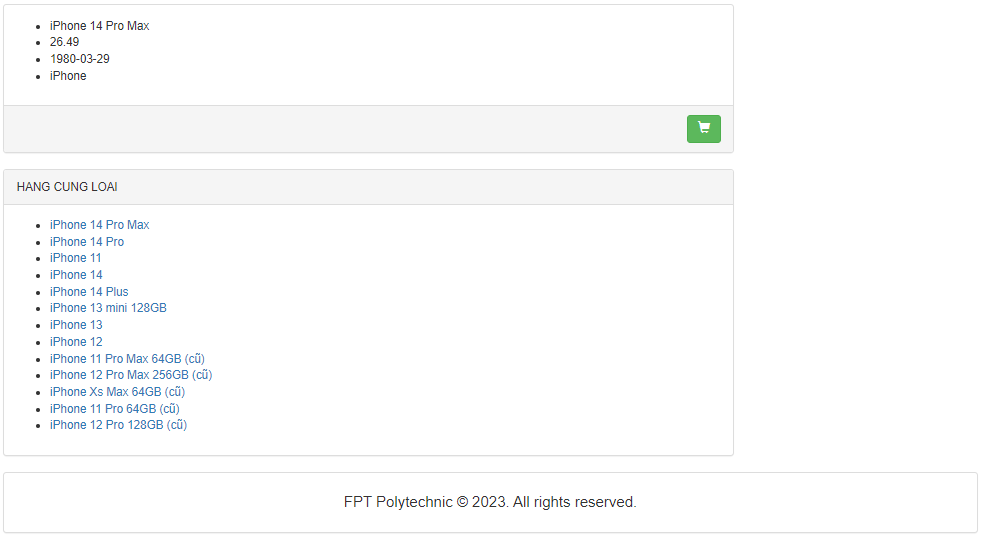 iPhone 14 Pro Max
26.49
1980-03-29
iPhone
HANG CUNG LOAI
iPhone 14 Pro Max
iPhone 14 Pro
iPhone 11
iPhone 14
iPhone 14 Plus
iPhone 13 mini 128GB
iPhone 13
iPhone 12
iPhone 11 Pro Max 64GB (cũ)
iPhone 12 Pro Max 256GB (cũ)
iPhone Xs Max 64GB (cũ)
iPhone 11 Pro 64GB (cũ)
iPhone 12 Pro 128GB (cũ)
FPT Polytechnic © 2023. All rights reserved.